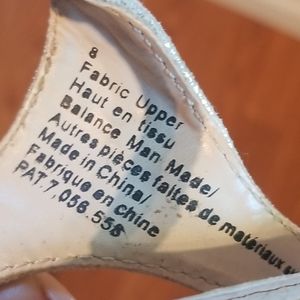 8
Fabric Upper
Haut en tissu
Balance Man Made/
Autres pièces faites de matériaux
Made in China/
Fabriqué en chine
PAT.7,056,558